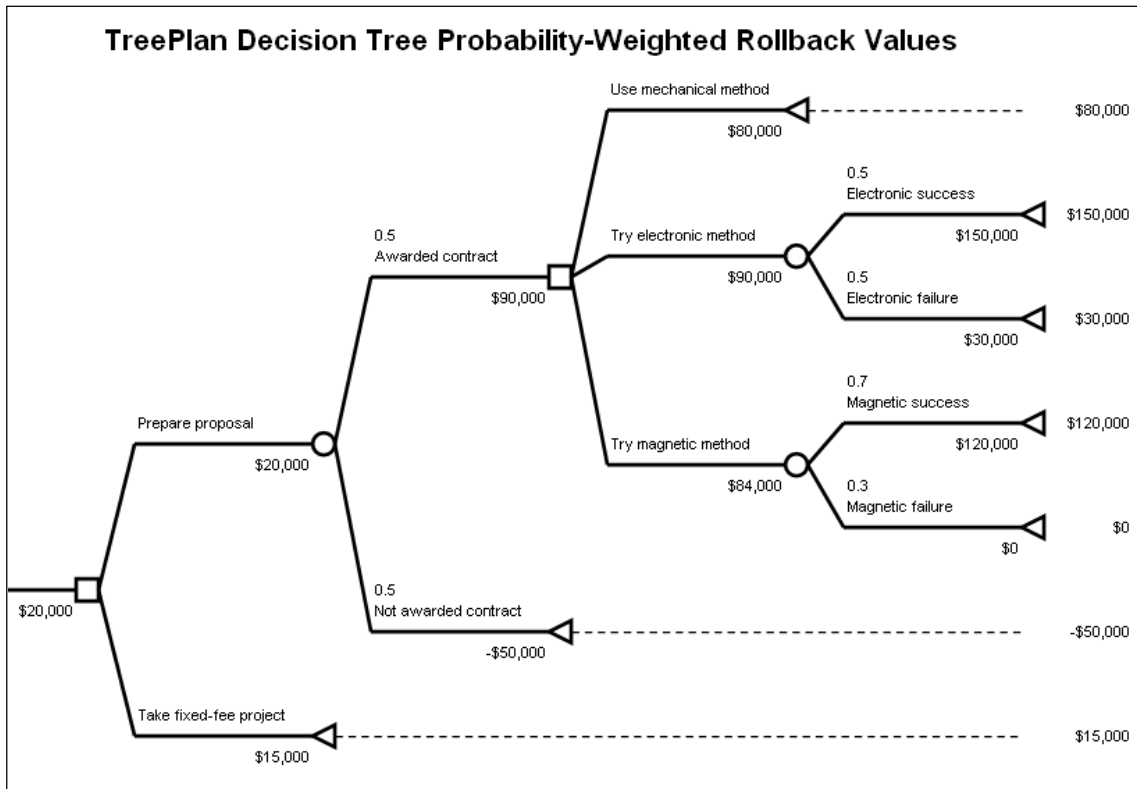 TreePlan Decision Tree Probability-Weighted Rollback Values
Use mechanical method
$80,000
$80,000
0.5
Electronic success
$150,000
$150,000
0.5
Awarded contract
$90,000
Try electronic method
$90,000
0.5
Electronic failure
$30,000
$30,000
0.7
Magnetic success
$120,000
$120,000
Prepare proposal
$20,000
Try magnetic method
$84,000
0.3
Magnetic failure
$0
$0
$20,000
0.5
Not awarded contract
-$50,000
-$50,000
Take fixed-fee project
$15,000
$15,000